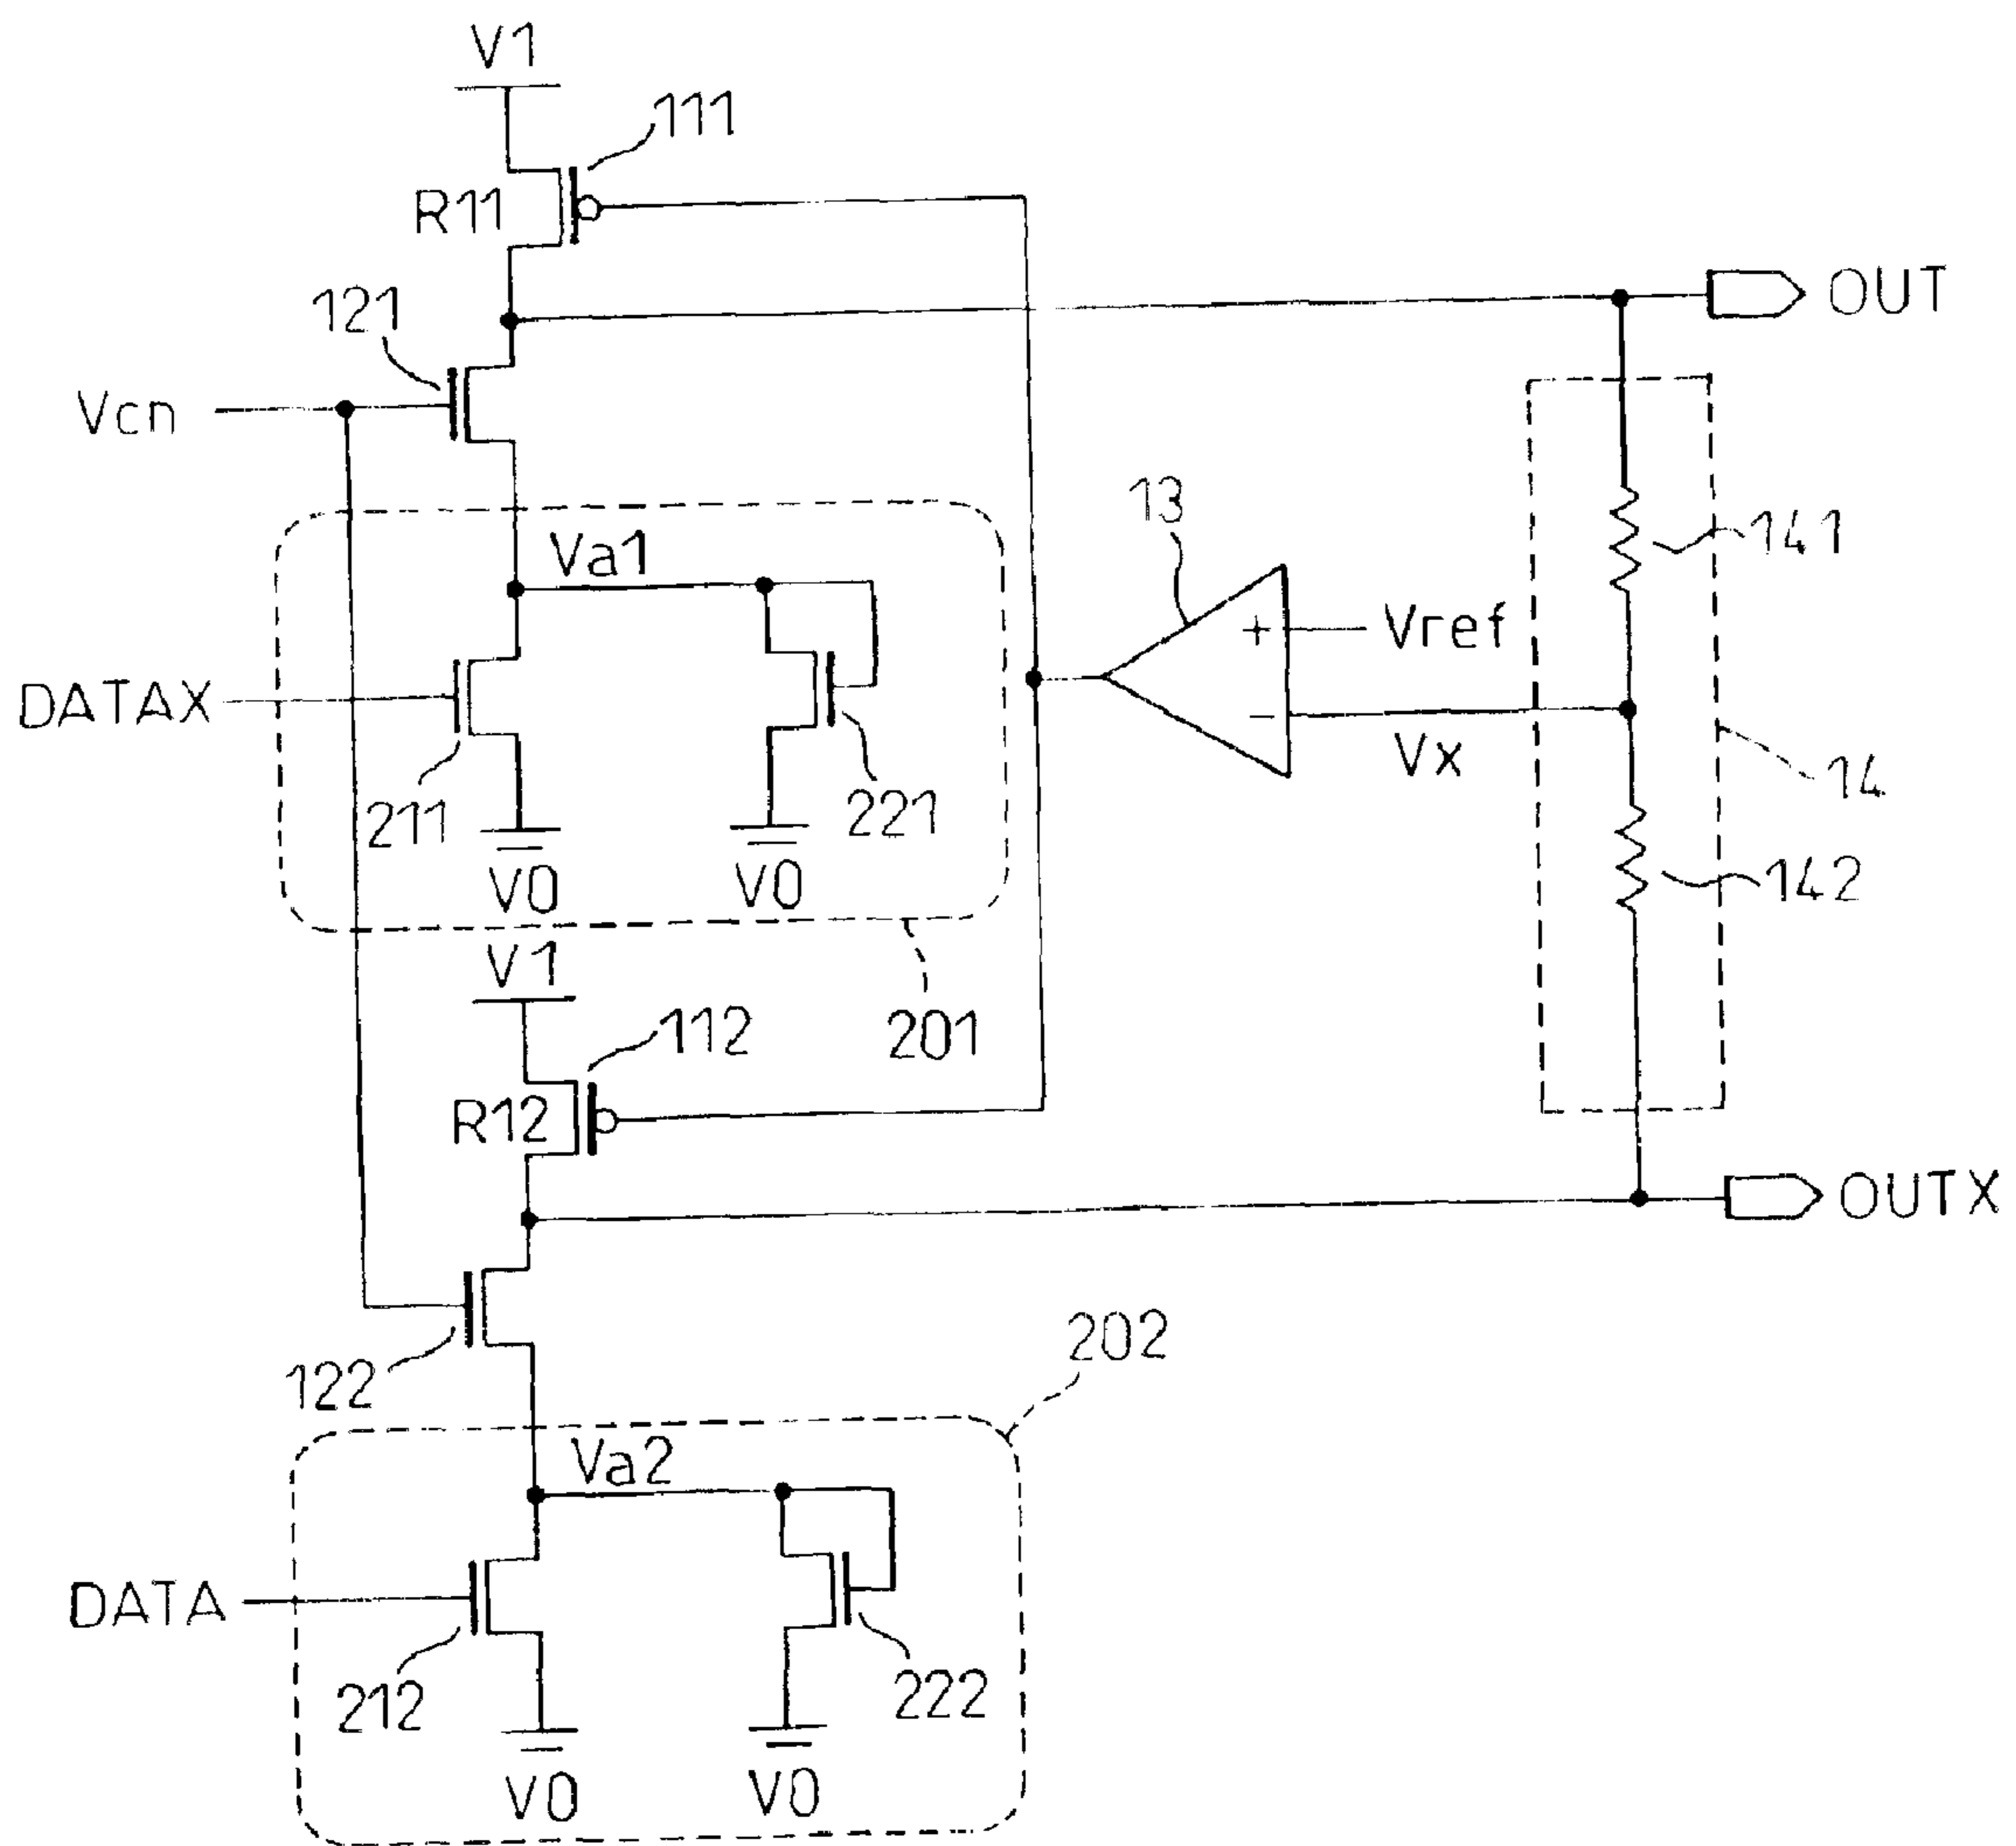 V1
111
R11
OUT
121
Vcn
13
141
Va1
+
Vref
DATAX
−
Vx
14
211
221
142
V0
V0
V1
201
112
R12
OUTX
122
202
Va2
DATA
212
222
V0
V0